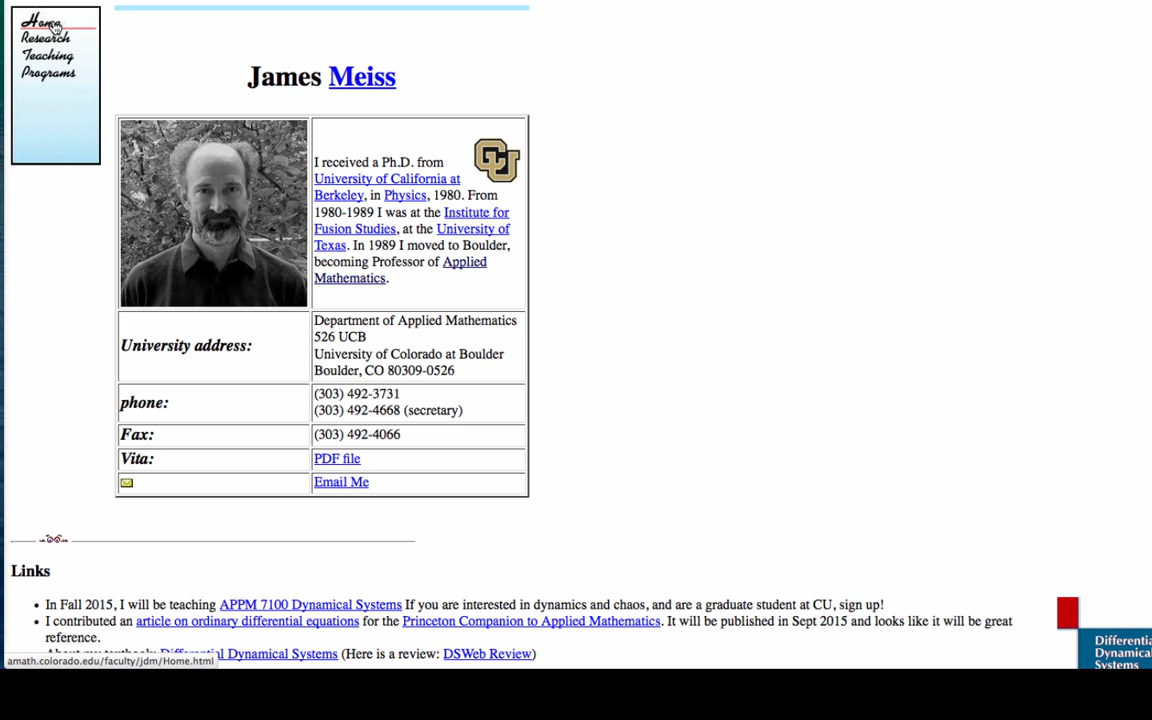 Home
Research
Teaching
Programs
James Meiss
I received a Ph.D. from
University of California at
Berkeley, in Physics, 1980. From
1980-1989 I was at the Institute for
Fusion Studies, at the University of
Texas. In 1989 I moved to Boulder,
becoming Professor of Applied
Mathematics.
CU
University address:
Department of Applied Mathematics
526 UCB
University of Colorado at Boulder
Boulder, CO 80309-0526
phone:
(303) 492-3731
(303) 492-4668 (secretary)
Fax:
(303) 492-4066
Vita:
PDF file
Email Me
Links
• In Fall 2015, I will be teaching APPM 7100 Dynamical Systems If you are interested in dynamics and chaos, and are a graduate student at CU, sign up!
• I contributed an article on ordinary differential equations for the Princeton Companion to Applied Mathematics. It will be published in Sept 2015 and looks like it will be great
reference.
Dynamical Systems (Here is a review: DSWeb Review)
amath.colorado.edu/faculty/jdm/Home.html
Dynamical
Systems